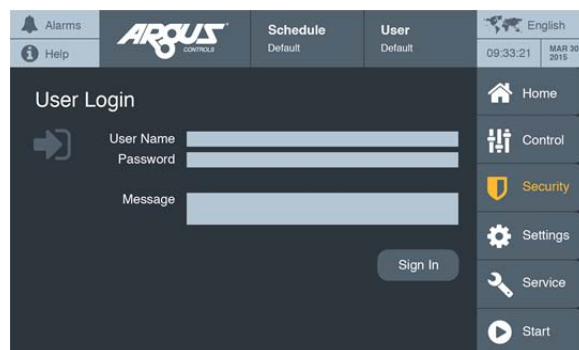 Alarms
Help
ARGUS
CONTROLS
Schedule
Default
User
Default
English
09:33:21
MAR 30
2015
User Login
User Name
Password
Message
Sign In
Home
Control
Security
Settings
Service
Start